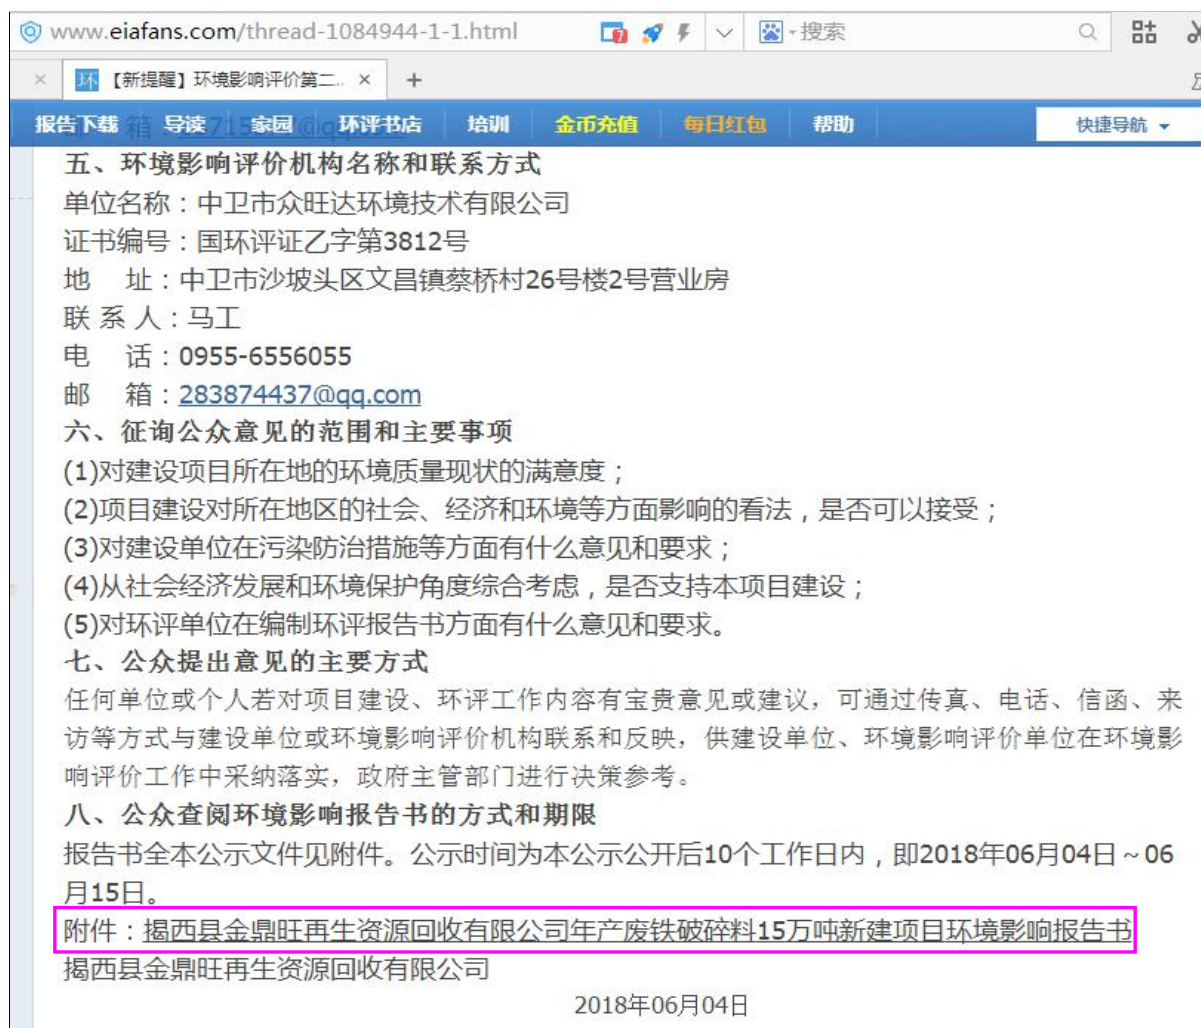 www.eiafans.com/thread-1084944-1-1.html
搜索
【新提醒】环境影响评价第二..
报告下载 导读 家园 环评书店 培训 金币充值 每日红包 帮助 快捷导航
五、环境影响评价机构名称和联系方式
单位名称：中卫市众旺达环境技术有限公司
证书编号：国环评证乙字第3812号
地 址：中卫市沙坡头区文昌镇蔡桥村26号楼2号营业房
联 系 人：马工
电 话：0955-6556055
邮 箱：283874437@qq.com
六、征询公众意见的范围和主要事项
(1)对建设项目所在地的环境质量现状的满意度；
(2)项目建设对所在地区的社会、经济和环境等方面影响的看法，是否可以接受；
(3)对建设单位在污染防治措施等方面有什么意见和要求；
(4)从社会经济发展和环境保护角度综合考虑，是否支持本项目建设；
(5)对环评单位在编制环评报告书方面有什么意见和要求。
七、公众提出意见的主要方式
任何单位或个人若对项目建设、环评工作内容有宝贵意见或建议，可通过传真、电话、信函、来
访等方式与建设单位或环境影响评价机构联系和反映，供建设单位、环境影响评价单位在环境影
响评价工作中采纳落实，政府主管部门进行决策参考。
八、公众查阅环境影响报告书的方式和期限
报告书全本公示文件见附件。公示时间为本公示公开后10个工作日内，即2018年06月04日～06
月15日。
附件：揭西县金鼎旺再生资源回收有限公司年产废铁破碎料15万吨新建项目环境影响报告书
揭西县金鼎旺再生资源回收有限公司
2018年06月04日